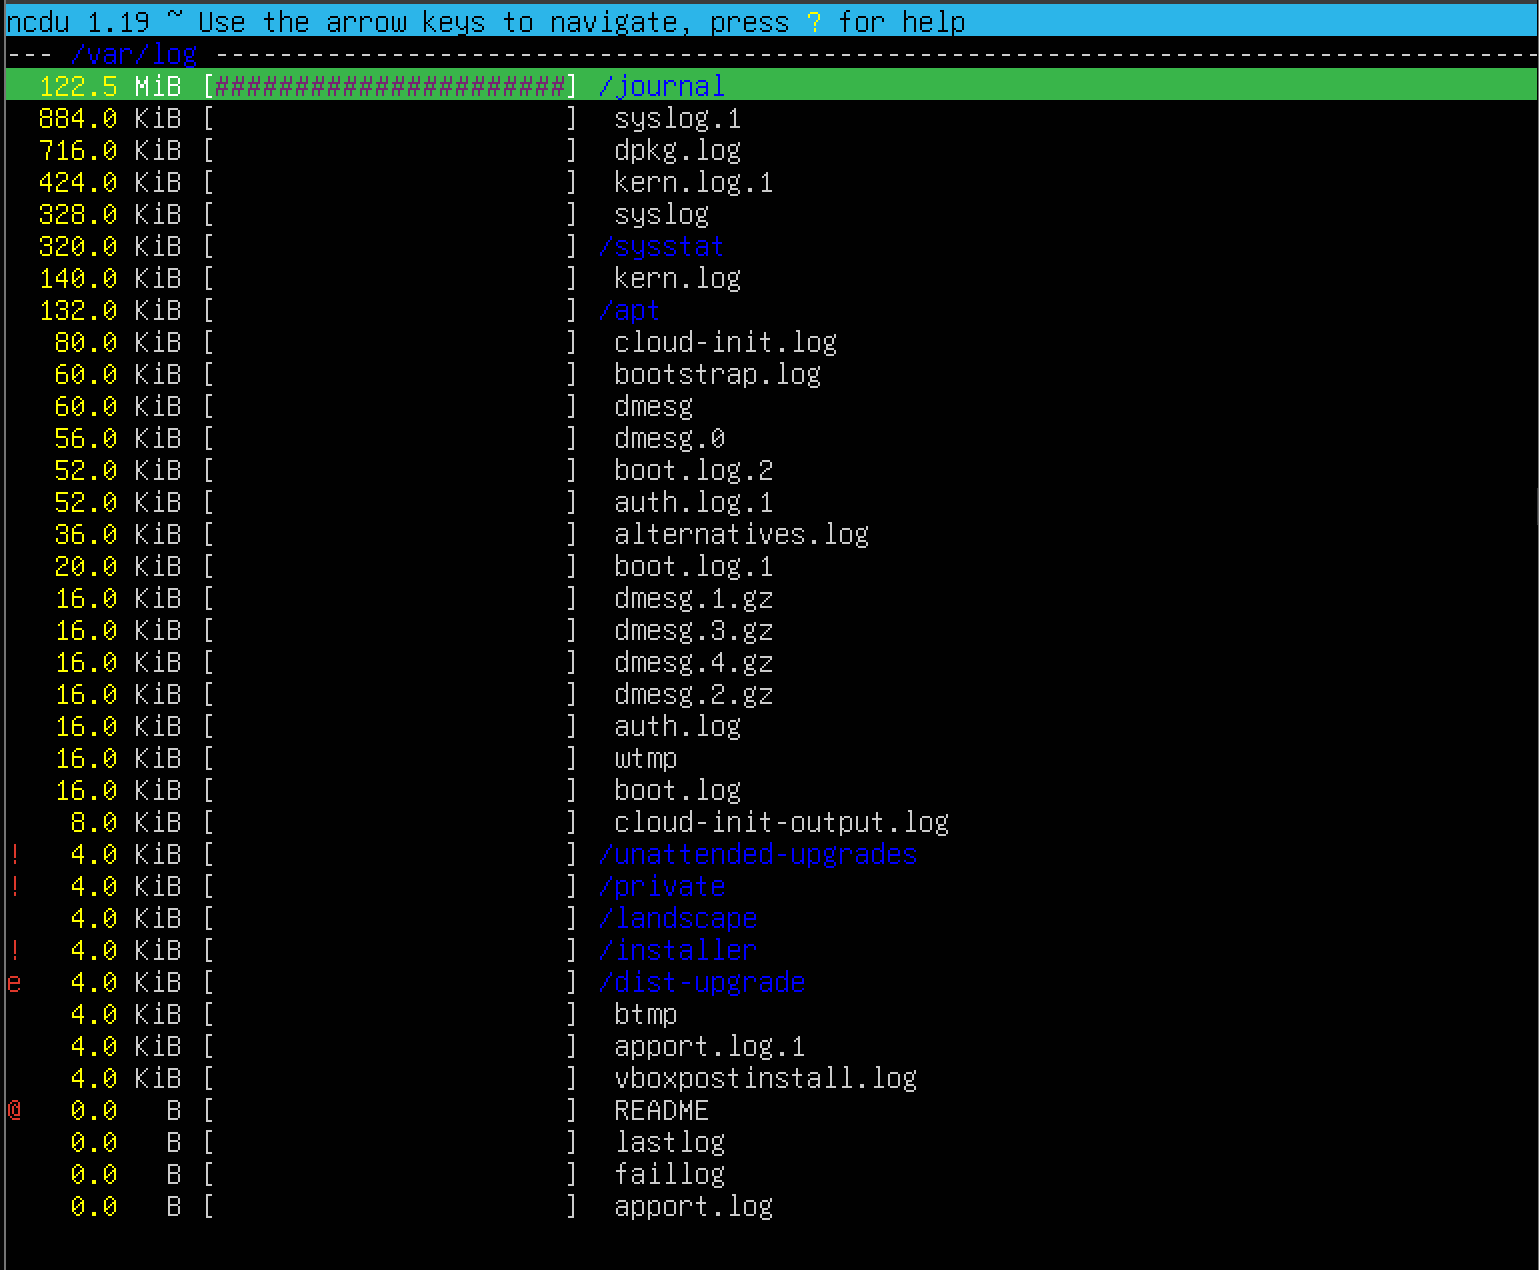 ncdu 1.19 ~ Use the arrow keys to navigate, press ? for help
--- /var/log -----------------------------------------------------------------------------------
  122.5 MiB [######################] /journal
  884.0 KiB [                      ]  syslog.1
  716.0 KiB [                      ]  dpkg.log
  424.0 KiB [                      ]  kern.log.1
  328.0 KiB [                      ]  syslog
  320.0 KiB [                      ] /sysstat
  140.0 KiB [                      ]  kern.log
  132.0 KiB [                      ] /apt
   80.0 KiB [                      ]  cloud-init.log
   60.0 KiB [                      ]  bootstrap.log
   60.0 KiB [                      ]  dmesg
   56.0 KiB [                      ]  dmesg.0
   52.0 KiB [                      ]  boot.log.2
   52.0 KiB [                      ]  auth.log.1
   36.0 KiB [                      ]  alternatives.log
   20.0 KiB [                      ]  boot.log.1
   16.0 KiB [                      ]  dmesg.1.gz
   16.0 KiB [                      ]  dmesg.3.gz
   16.0 KiB [                      ]  dmesg.4.gz
   16.0 KiB [                      ]  dmesg.2.gz
   16.0 KiB [                      ]  auth.log
   16.0 KiB [                      ]  wtmp
   16.0 KiB [                      ]  boot.log
    8.0 KiB [                      ]  cloud-init-output.log
!   4.0 KiB [                      ] /unattended-upgrades
!   4.0 KiB [                      ] /private
    4.0 KiB [                      ] /landscape
!   4.0 KiB [                      ] /installer
e   4.0 KiB [                      ] /dist-upgrade
    4.0 KiB [                      ]  btmp
    4.0 KiB [                      ]  apport.log.1
    4.0 KiB [                      ]  vboxpostinstall.log
@   0.0   B [                      ]  README
    0.0   B [                      ]  lastlog
    0.0   B [                      ]  faillog
    0.0   B [                      ]  apport.log